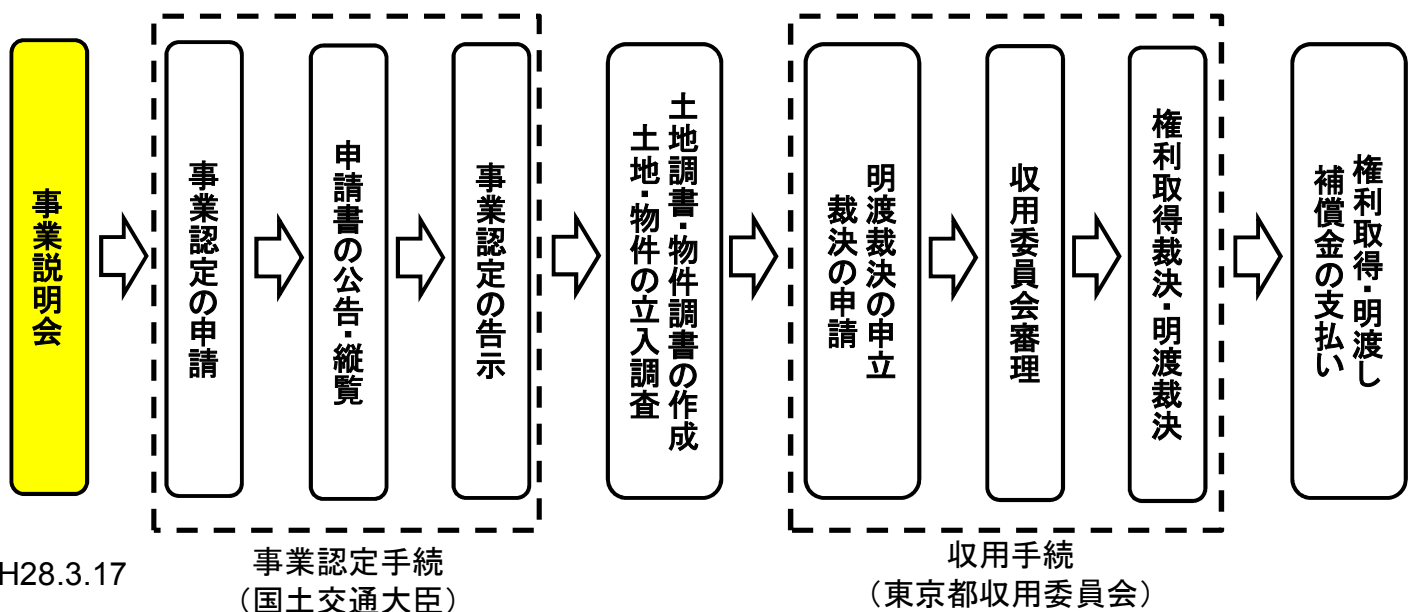 事業説明会
事業認定の申請
申請書の公告・縦覧
事業認定の告示
土地調書・物件調書の作成
土地・物件の立入調査
明渡裁決の申立
裁決の申請
収用委員会審理
権利取得裁決・明渡裁決
権利取得・明渡し
補償金の支払い
H28.3.17
事業認定手続
（国土交通大臣）
収用手続
（東京都収用委員会）